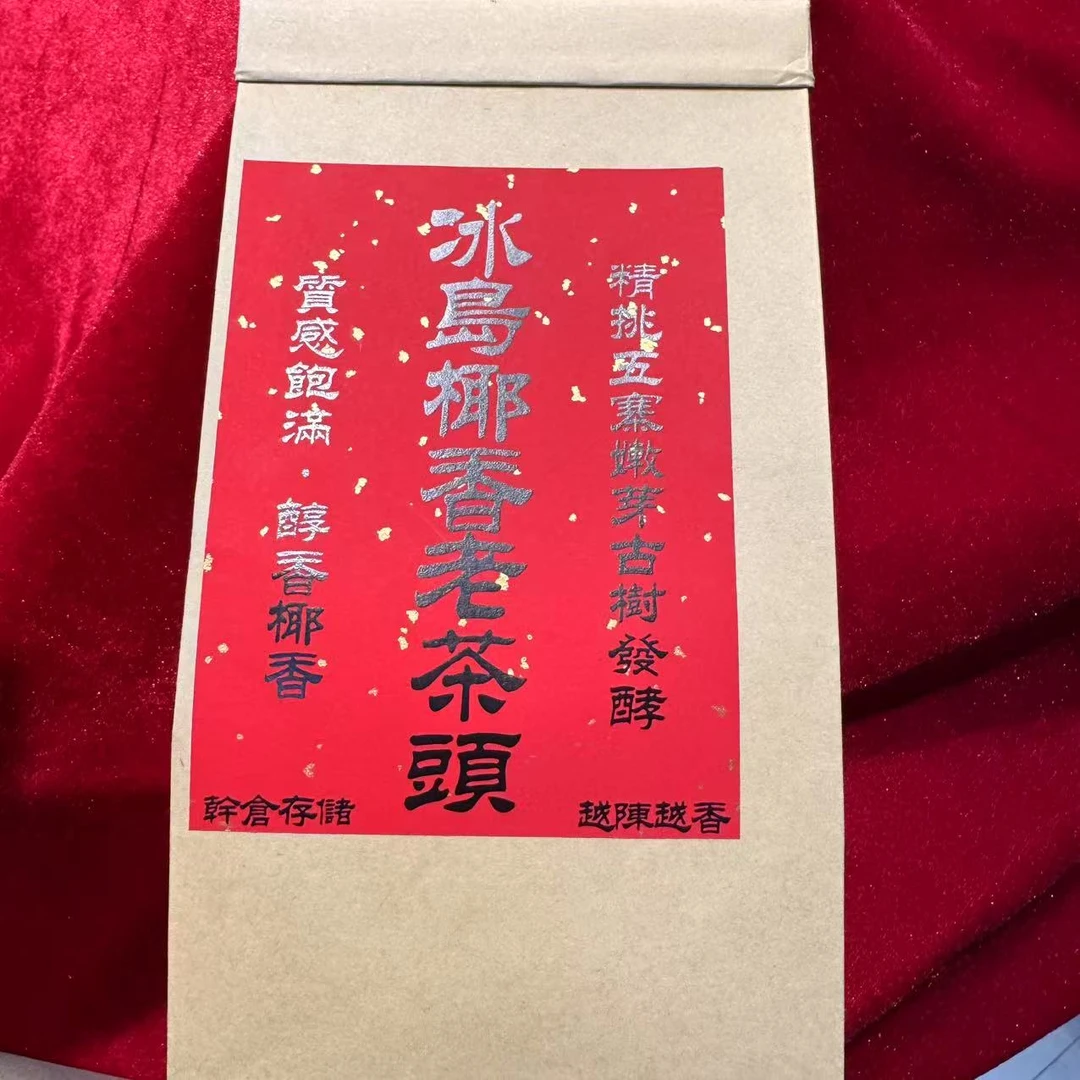 精挑五寨嫩芽古樹發酵
冰島椰香老茶頭
質感飽滿·醇香椰香
幹倉存儲
越陳越香